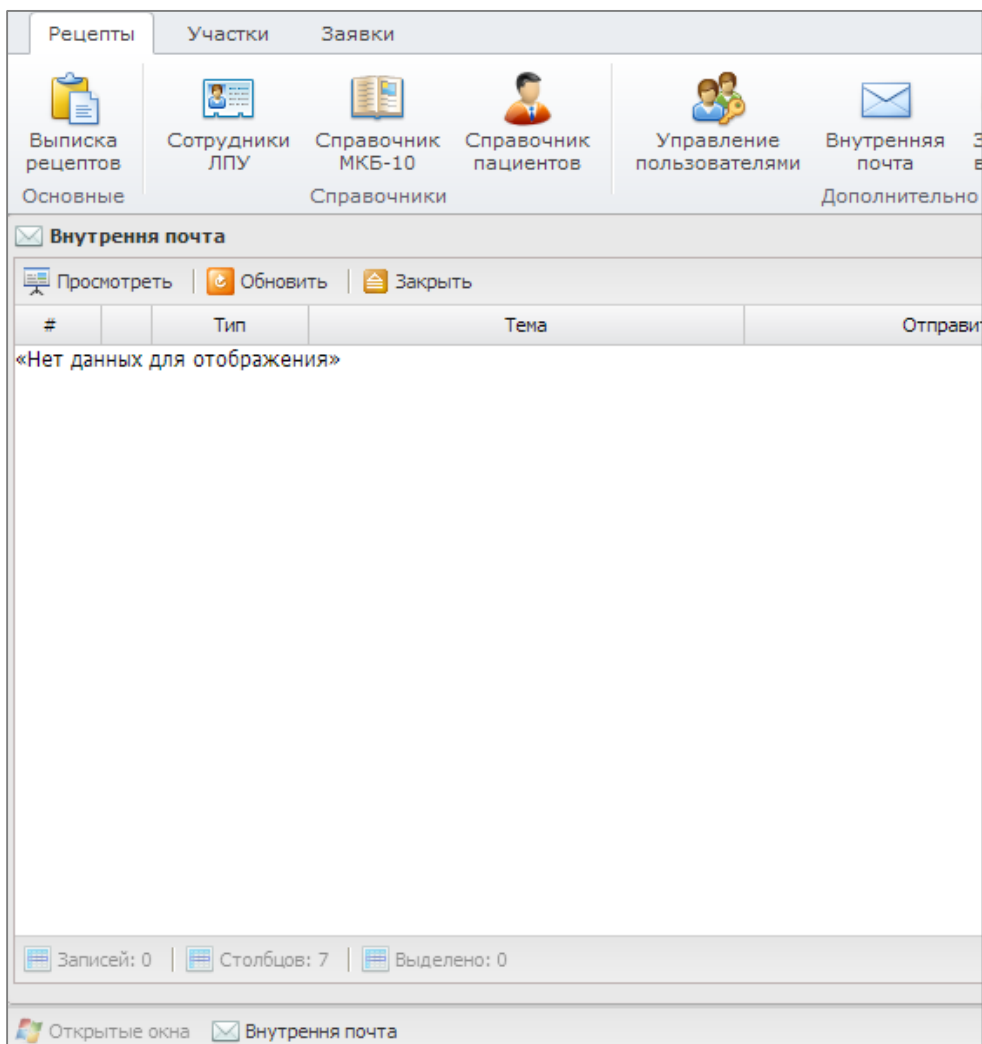 Рецепты Участки Заявки
Выписка рецептов
Сотрудники ЛПУ
Справочник МКБ-10
Справочник пациентов
Управление пользователями
Внутренняя почта
Основные Справочники Дополнительно
Внутрення почта
Просмотреть Обновить Закрыть
# Тип Тема Отправит
«Нет данных для отображения»
Записей: 0 Столбцов: 7 Выделено: 0
Открытые окна Внутрення почта